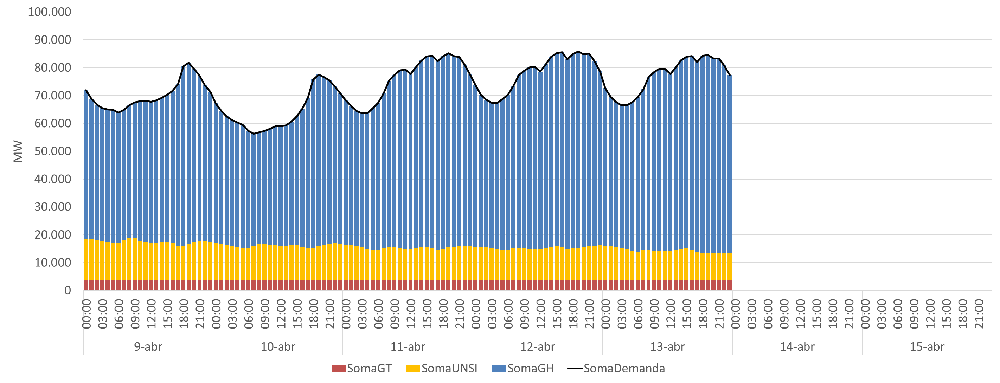 100.000
90.000
80.000
70.000
60.000
50.000
40.000
30.000
20.000
10.000
0
MW
00:00 03:00 06:00 09:00 12:00 15:00 18:00 21:00 00:00 03:00 06:00 09:00 12:00 15:00 18:00 21:00 00:00 03:00 06:00 09:00 12:00 15:00 18:00 21:00 00:00 03:00 06:00 09:00 12:00 15:00 18:00 21:00 00:00 03:00 06:00 09:00 12:00 15:00 18:00 21:00 00:00 03:00 06:00 09:00 12:00 15:00 18:00 21:00 00:00 03:00 06:00 09:00 12:00 15:00 18:00 21:00
9-abr 10-abr 11-abr 12-abr 13-abr 14-abr 15-abr
SomaGT SomaUNSI SomaGH SomaDemanda